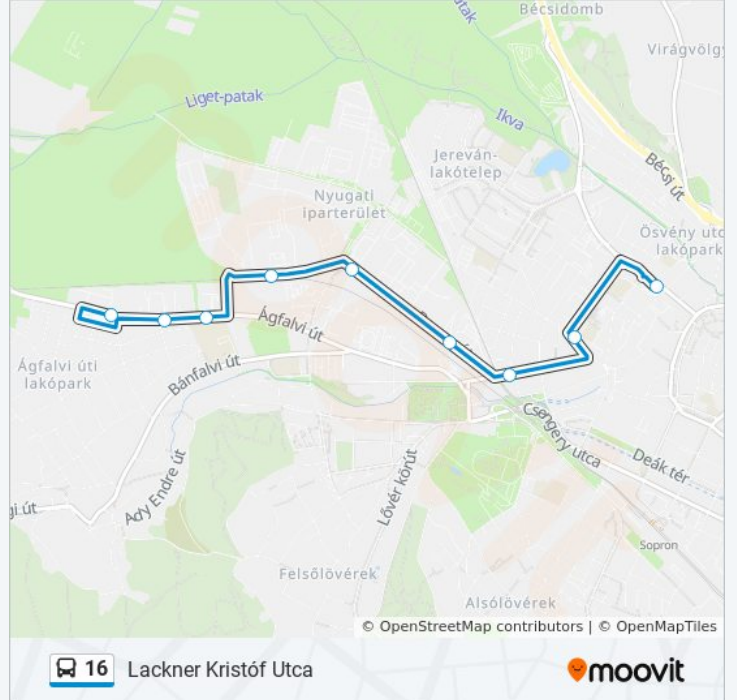 Bécsidomb
patak
Virágvölgy
Liget-patak
Ikva
Jereván-
lakótelep
Bécsi út
Nyugati
iparterület
Ösvény utc
lakópark
Ágfalvi út
Ágfalvi úti
lakópark
Bánfalvi út
Csengery utca
Deák tér
Ady Endre út
gi út
Lővér körút
Sopron
Felsőlövérek
Alsólövérek
© OpenStreetMap contributors | © OpenMapTiles
16 Lackner Kristóf Utca
moovit